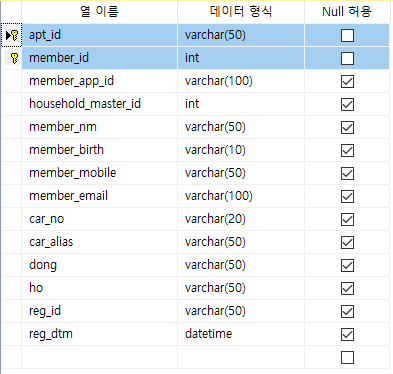 열 이름 데이터 형식 Null 허용
apt_id varchar(50)
member_id int
member_app_id varchar(100)
household_master_id int
member_nm varchar(50)
member_birth varchar(10)
member_mobile varchar(50)
member_email varchar(100)
car_no varchar(20)
car_alias varchar(50)
dong varchar(50)
ho varchar(50)
reg_id varchar(50)
reg_dtm datetime